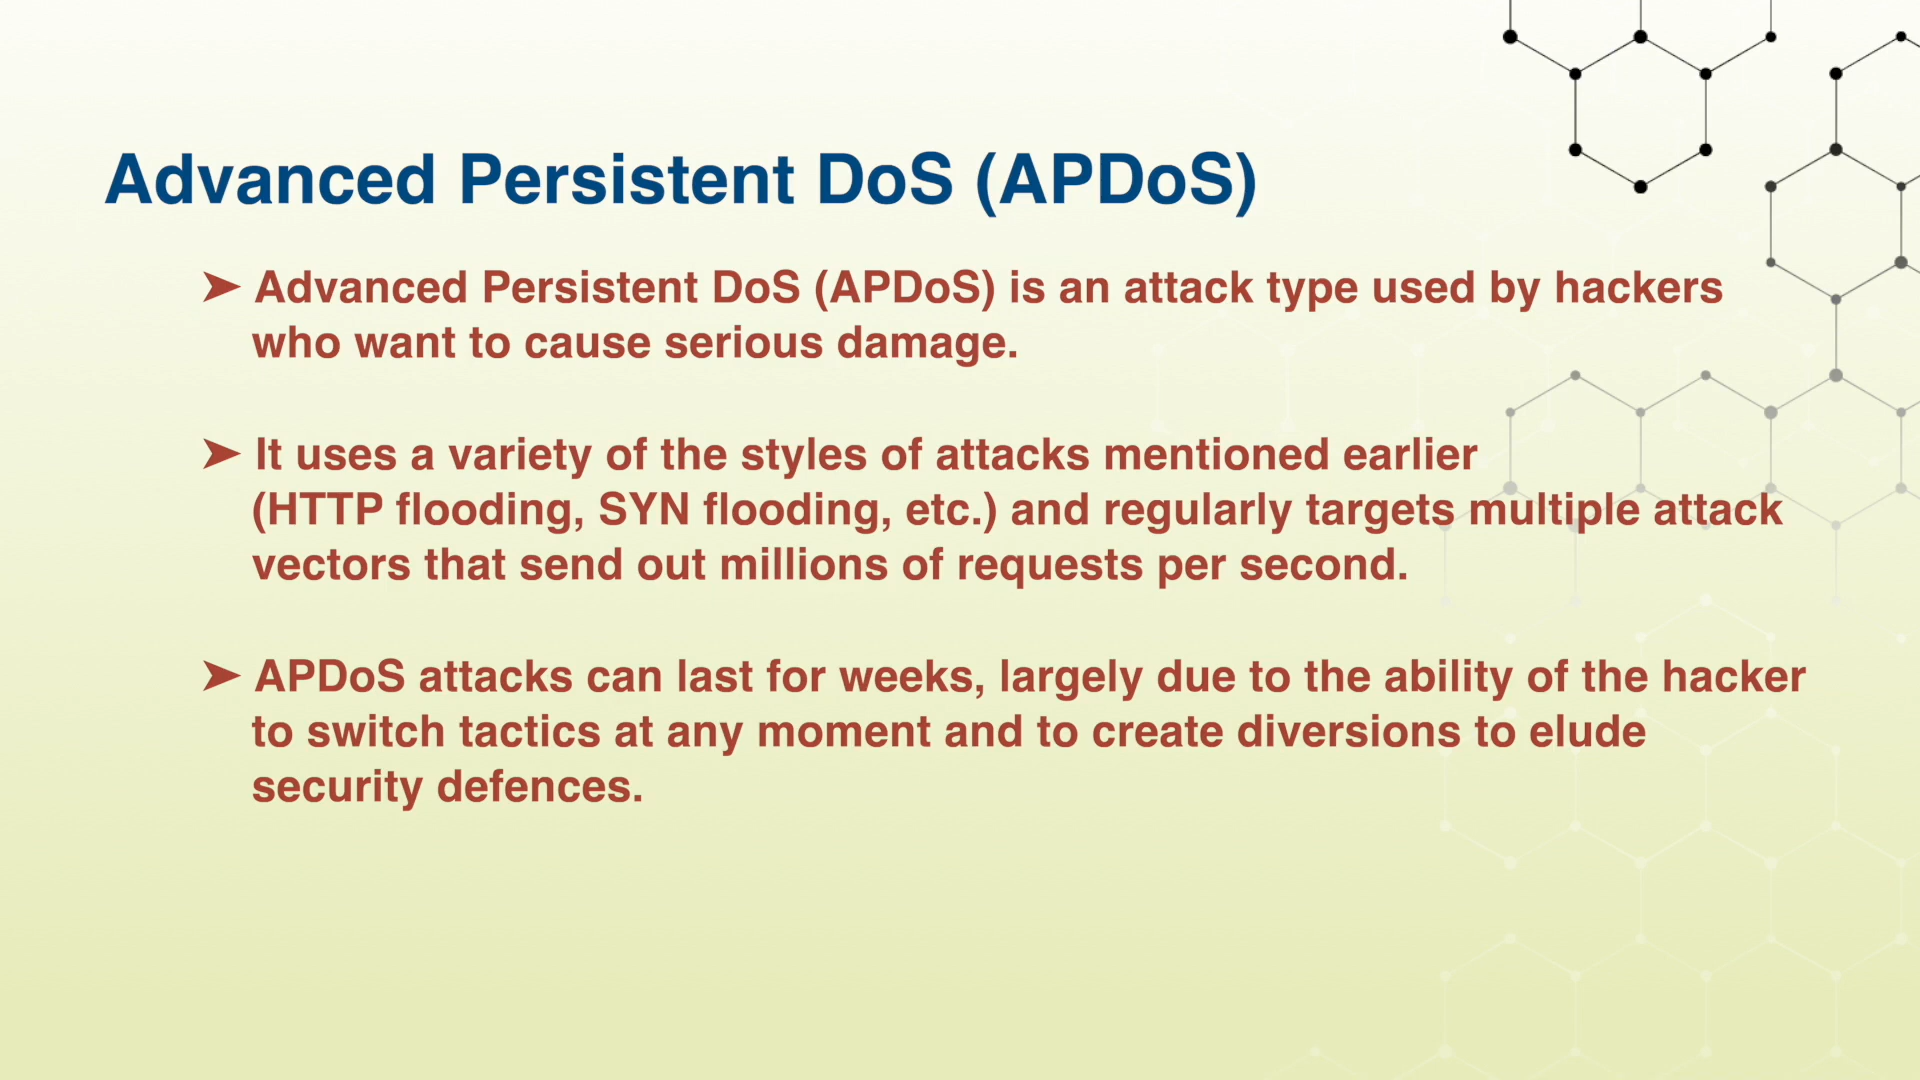 Advanced Persistent DoS (APDoS)
➤ Advanced Persistent DoS (APDoS) is an attack type used by hackers
who want to cause serious damage.
➤ It uses a variety of the styles of attacks mentioned earlier
(HTTP flooding, SYN flooding, etc.) and regularly targets multiple attack
vectors that send out millions of requests per second.
➤ APDoS attacks can last for weeks, largely due to the ability of the hacker
to switch tactics at any moment and to create diversions to elude
security defences.